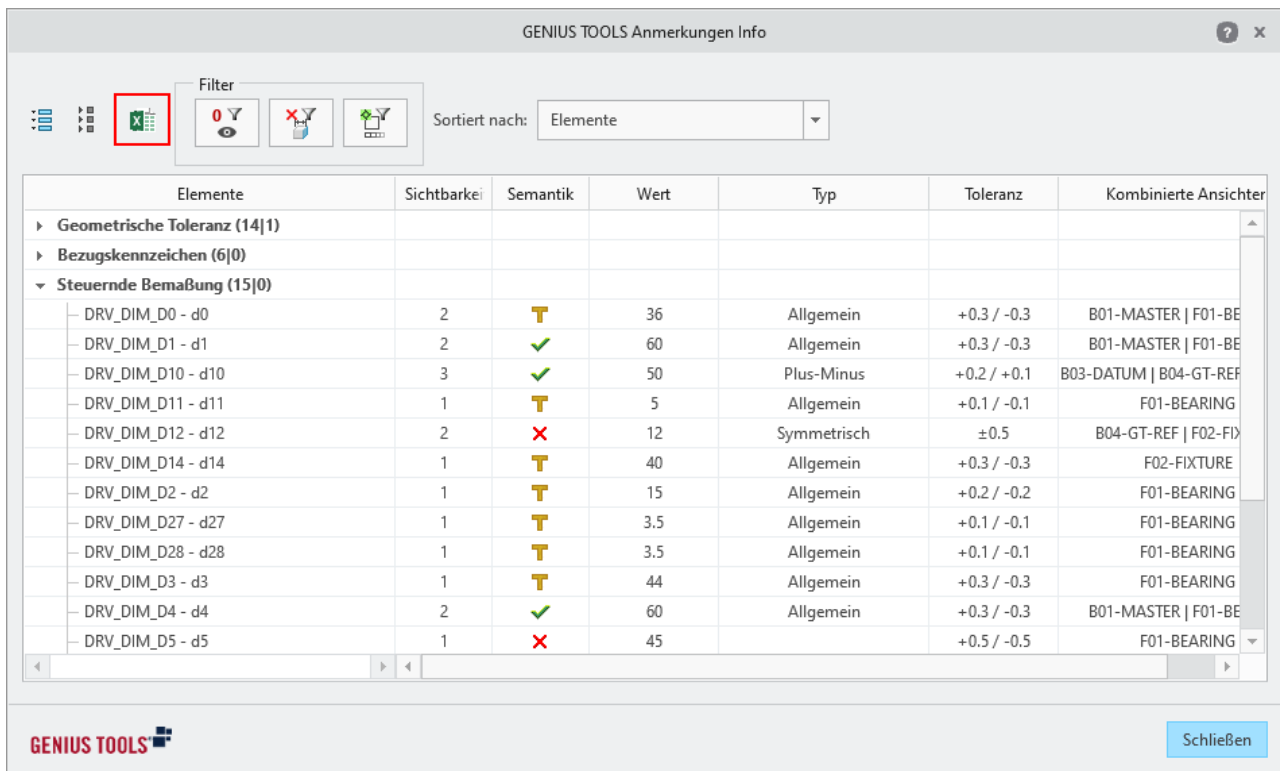 GENIUS TOOLS Anmerkungen Info
Filter
0
Sortiert nach: Elemente
Elemente Sichtbarkei Semantik Wert Typ Toleranz Kombinierte Ansichter
Geometrische Toleranz (14|1)
Bezugskennzeichen (6|0)
Steuernde Bemaßung (15|0)
DRV_DIM_D0 - d0 2 36 Allgemein +0.3 / -0.3 B01-MASTER | F01-BE
DRV_DIM_D1 - d1 2 60 Allgemein +0.3 / -0.3 B01-MASTER | F01-BE
DRV_DIM_D10 - d10 3 50 Plus-Minus +0.2 / +0.1 B03-DATUM | B04-GT-REF
DRV_DIM_D11 - d11 1 5 Allgemein +0.1 / -0.1 F01-BEARING
DRV_DIM_D12 - d12 2 12 Symmetrisch ±0.5 B04-GT-REF | F02-FIX
DRV_DIM_D14 - d14 1 40 Allgemein +0.3 / -0.3 F02-FIXTURE
DRV_DIM_D2 - d2 1 15 Allgemein +0.2 / -0.2 F01-BEARING
DRV_DIM_D27 - d27 1 3.5 Allgemein +0.1 / -0.1 F01-BEARING
DRV_DIM_D28 - d28 1 3.5 Allgemein +0.1 / -0.1 F01-BEARING
DRV_DIM_D3 - d3 1 44 Allgemein +0.3 / -0.3 F01-BEARING
DRV_DIM_D4 - d4 2 60 Allgemein +0.3 / -0.3 B01-MASTER | F01-BE
DRV_DIM_D5 - d5 1 45 +0.5 / -0.5 F01-BEARING
GENIUS TOOLS
Schließen